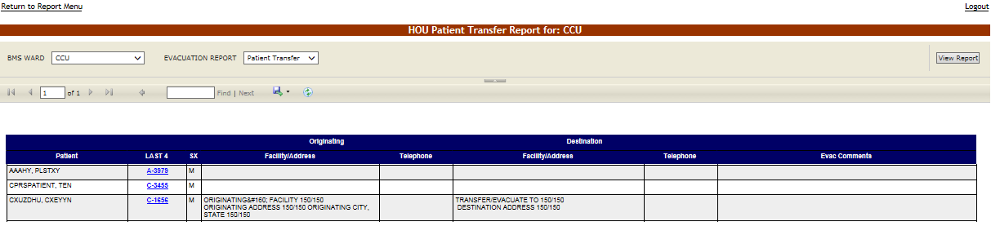 Return to Report Menu Logout
HOU Patient Transfer Report for: CCU
BMS WARD CCU EVACUATION REPORT Patient Transfer View Report
1 of 1 Find | Next
Originating Destination
Patient LAST 4 SX Facility/Address Telephone Facility/Address Telephone Evac Comments
AAAHY, PLSTXY A-3979 M
CPRSPATIENT, TEN C-3455 M
CXUZDHU, CXEYYN C-1656 M ORIGINATING&#160; FACILITY 150/150 TRANSFER/EVACUATE TO 150/150
ORIGINATING ADDRESS 150/150 ORIGINATING CITY, DESTINATION ADDRESS 150/150
STATE 150/150